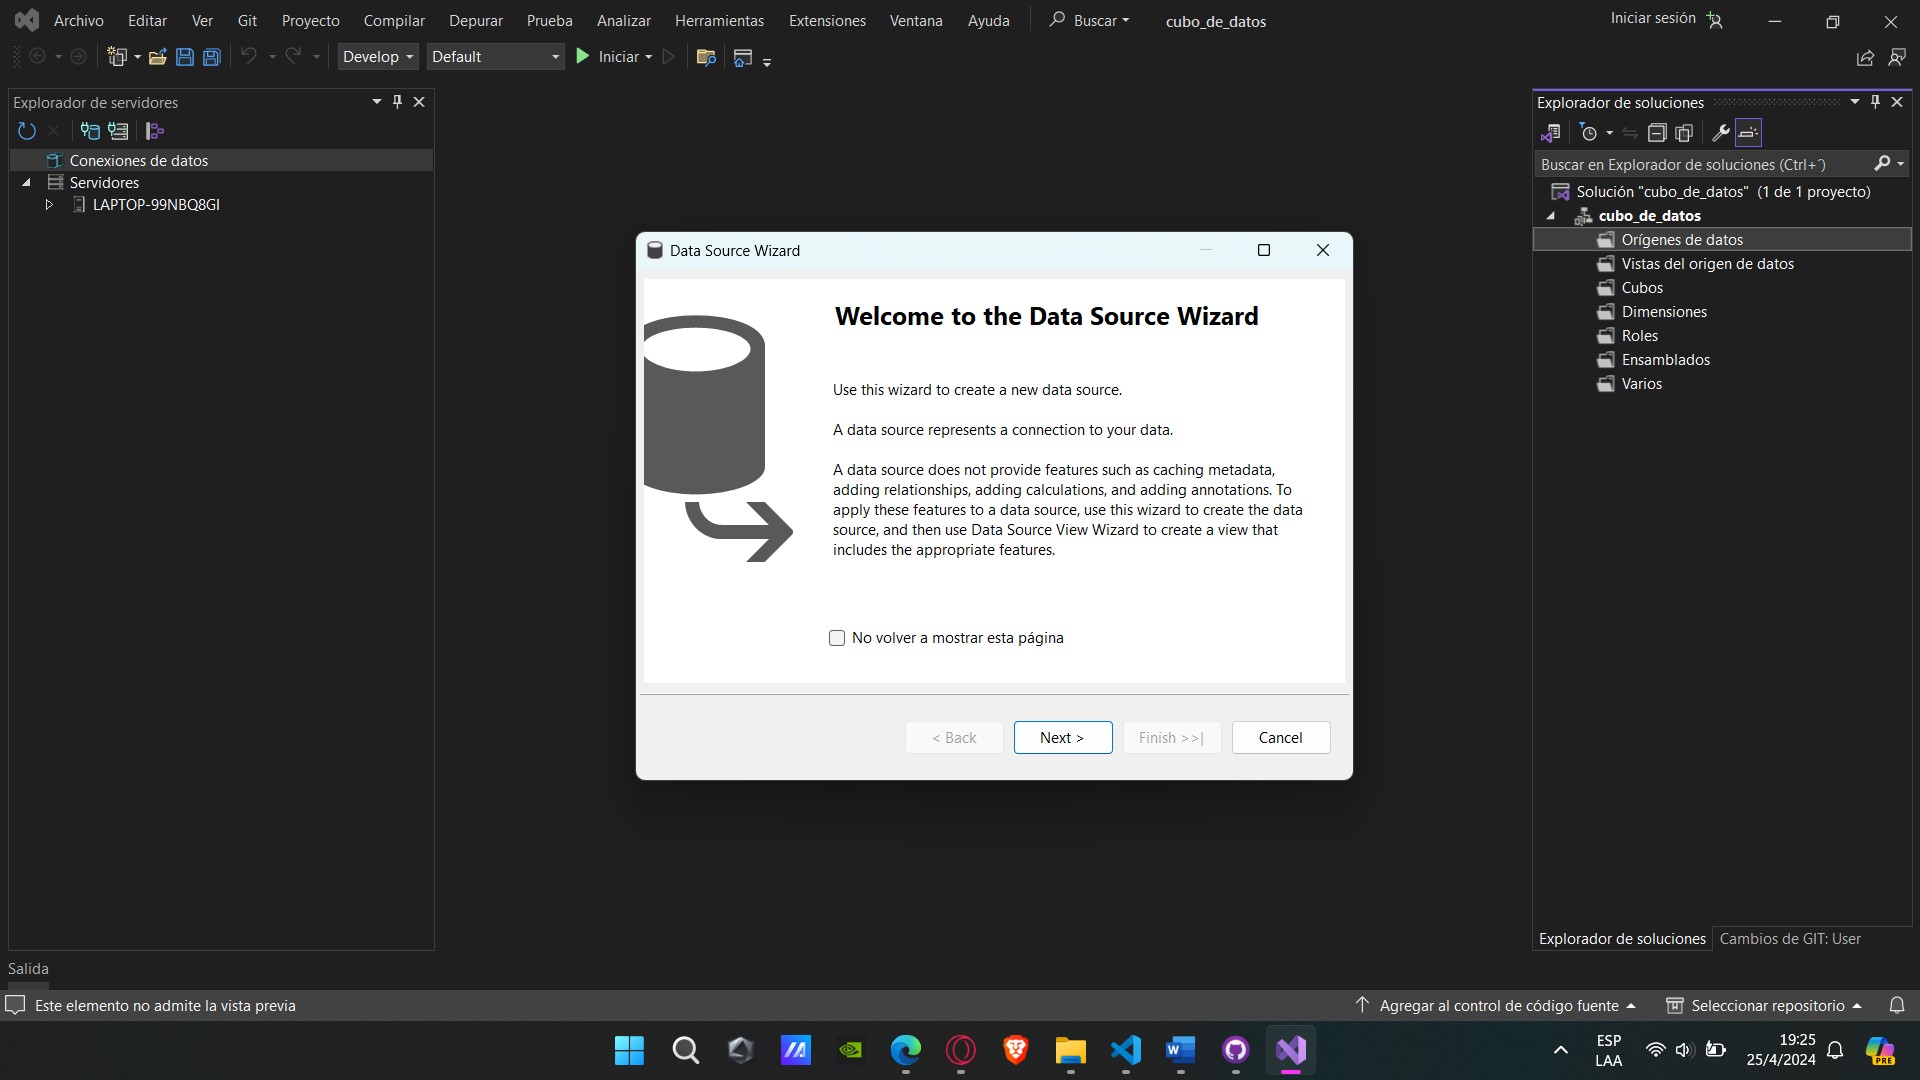 Archivo Editar Ver Git Proyecto Compilar Depurar Prueba Analizar Herramientas Extensiones Ventana Ayuda Buscar cubo_de_datos Iniciar sesión
Develop Default Iniciar
Explorador de servidores
Conexiones de datos
Servidores
LAPTOP-99NBQ8GI
Data Source Wizard
Welcome to the Data Source Wizard
Use this wizard to create a new data source.
A data source represents a connection to your data.
A data source does not provide features such as caching metadata,
adding relationships, adding calculations, and adding annotations. To
apply these features to a data source, use this wizard to create the data
source, and then use Data Source View Wizard to create a view that
includes the appropriate features.
No volver a mostrar esta página
< Back Next > Finish >>| Cancel
Explorador de soluciones
Buscar en Explorador de soluciones (Ctrl+´)
Solución "cubo_de_datos" (1 de 1 proyecto)
cubo_de_datos
Orígenes de datos
Vistas del origen de datos
Cubos
Dimensiones
Roles
Ensamblados
Varios
Explorador de soluciones Cambios de GIT: User
Salida
Este elemento no admite la vista previa Agregar al control de código fuente Seleccionar repositorio
ESP
LAA
19:25
25/4/2024
PRE